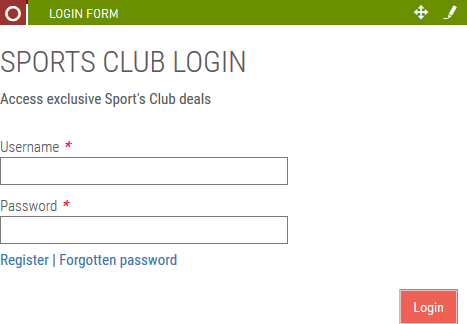 LOGIN FORM
SPORTS CLUB LOGIN
Access exclusive Sport's Club deals
Username *
Password *
Register | Forgotten password
Login